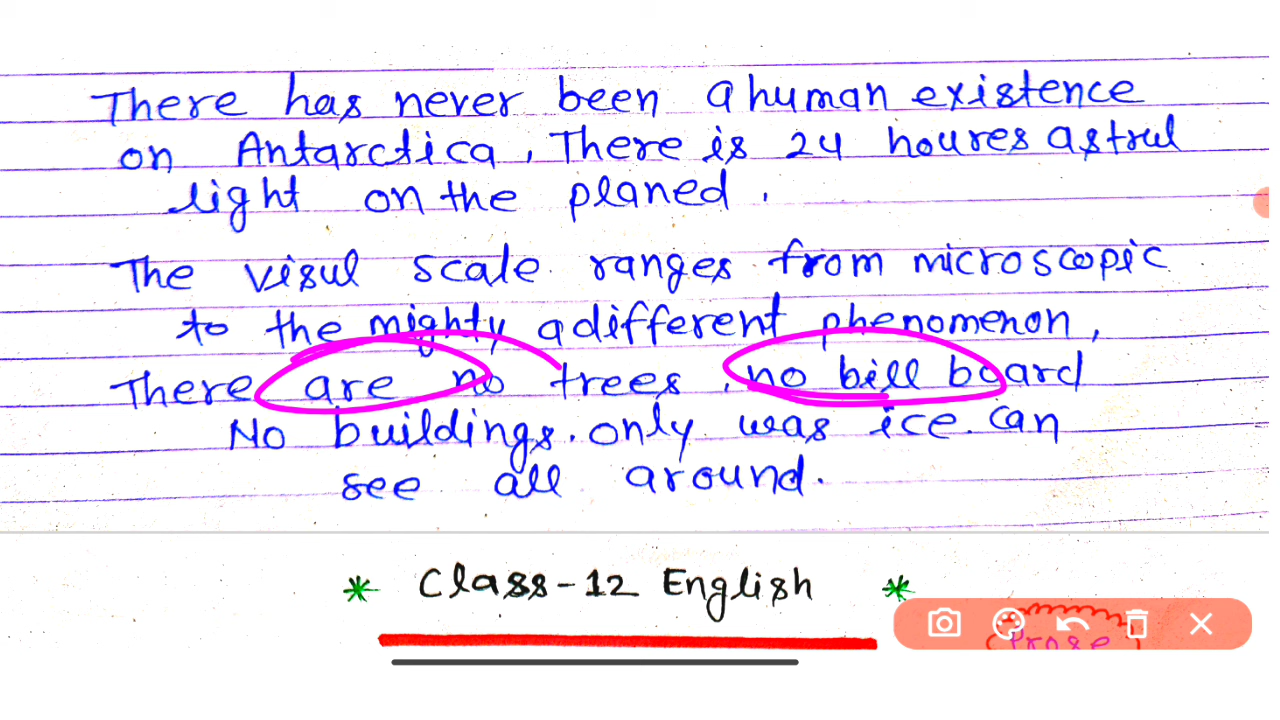 There has never been a human existence
on Antarctica, There is 24 houres astrul
light on the planed.
The visul scale ranges from microscopic
to the mighty a different phenomenon,
There are no trees, no bill board
No buildings. only was ice can
see all around.
* Class-12 English *
Prose